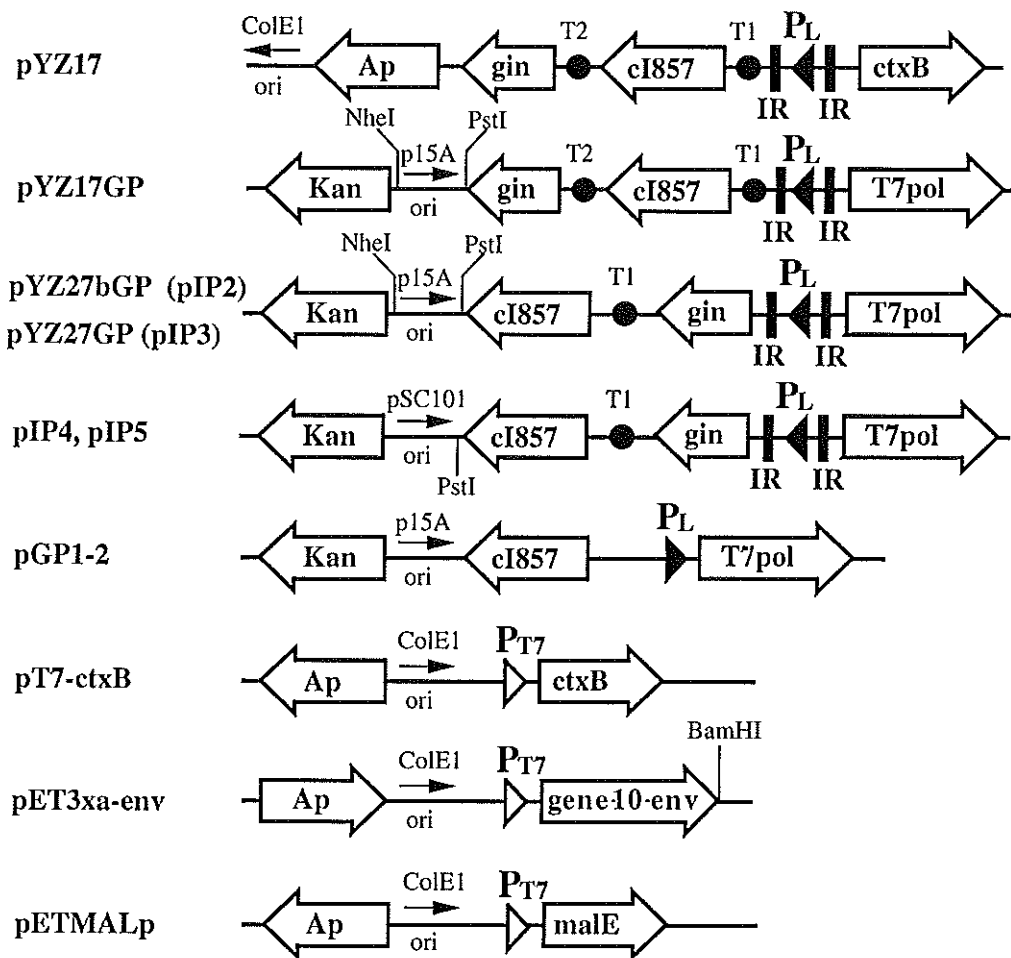 ColE1 T2 T1 PL
pYZ17 Ap gin cI857 ctxB
ori IR IR
NheI PstI
p15A T2 T1 PL
pYZ17GP Kan gin cI857 T7pol
ori IR IR
NheI PstI
p15A T1 PL
pYZ27bGP (pIP2)
Kan cI857 gin T7pol
pYZ27GP (pIP3)
ori IR IR
pSC101 T1 PL
pIP4, pIP5 Kan cI857 gin T7pol
ori IR IR
PstI
p15A PL
pGP1-2 Kan cI857 T7pol
ori
ColE1 PT7
pT7-ctxB Ap ctxB
ori
BamHI
ColE1 PT7
pET3xa-env Ap gene-10-env
ori
ColE1 PT7
pETMALp Ap malE
ori